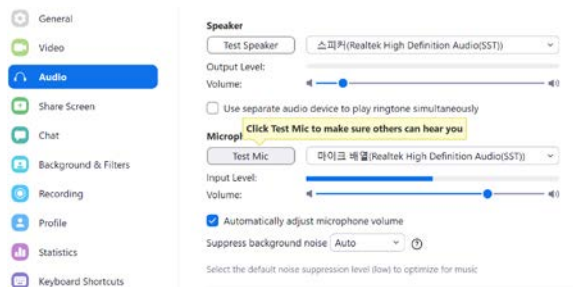 General
Video
Audio
Share Screen
Chat
Background & Filters
Recording
Profile
Statistics
Keyboard Shortcuts
Speaker
Test Speaker
스피커(Realtek High Definition Audio(SST))
Output Level:
Volume:
Use separate audio device to play ringtone simultaneously
Click Test Mic to make sure others can hear you
Microph
Test Mic
마이크 배열(Realtek High Definition Audio(SST))
Input Level:
Volume:
Automatically adjust microphone volume
Suppress background noise Auto
Select the default noise suppression level (low) to optimize for music